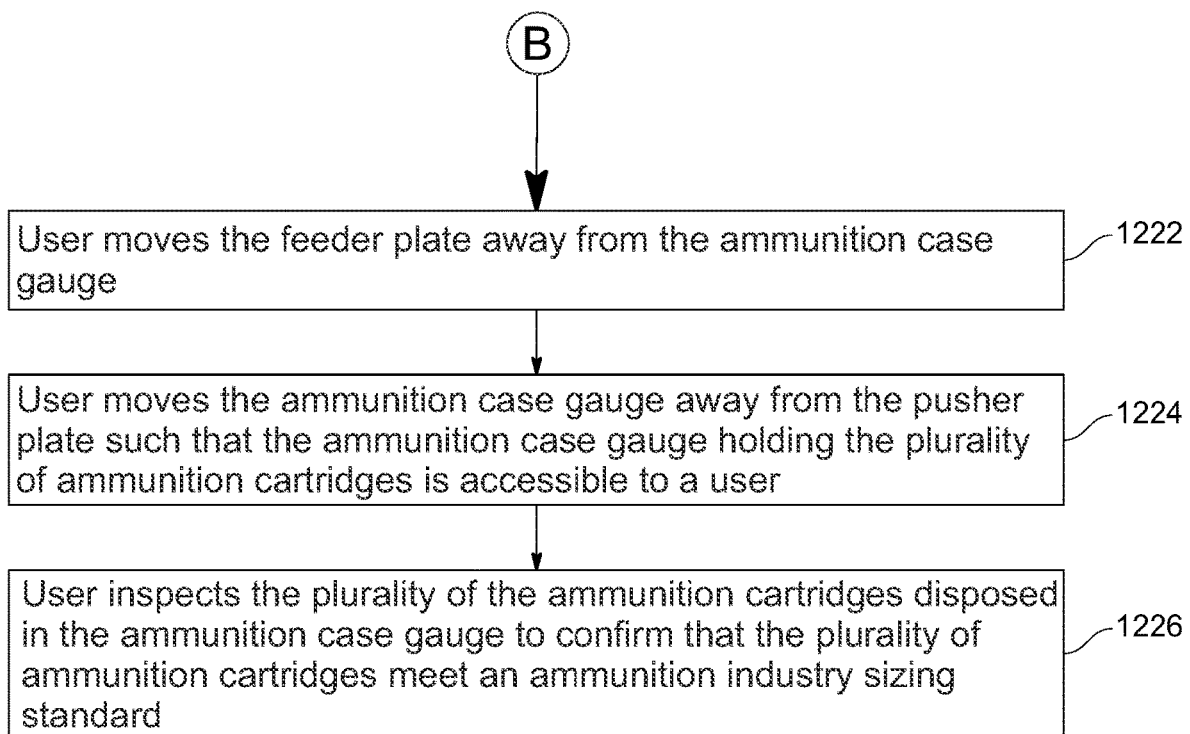 B
User moves the feeder plate away from the ammunition case
gauge
1222
User moves the ammunition case gauge away from the pusher
plate such that the ammunition case gauge holding the plurality
of ammunition cartridges is accessible to a user
1224
User inspects the plurality of the ammunition cartridges disposed
in the ammunition case gauge to confirm that the plurality of
ammunition cartridges meet an ammunition industry sizing
standard
1226